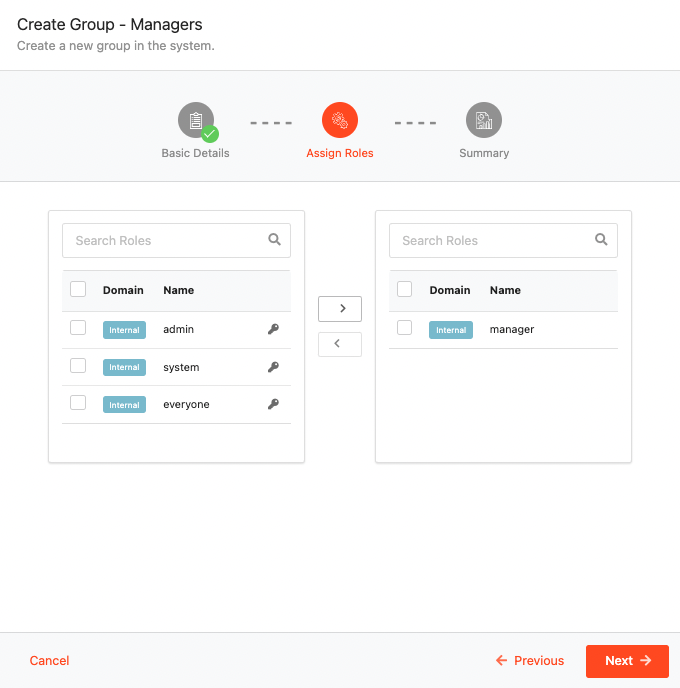 Create Group - Managers
Create a new group in the system.
Basic Details
Assign Roles
Summary
Search Roles
Domain Name
Internal admin
Internal system
Internal everyone
Search Roles
Domain Name
Internal manager
Cancel
Previous
Next